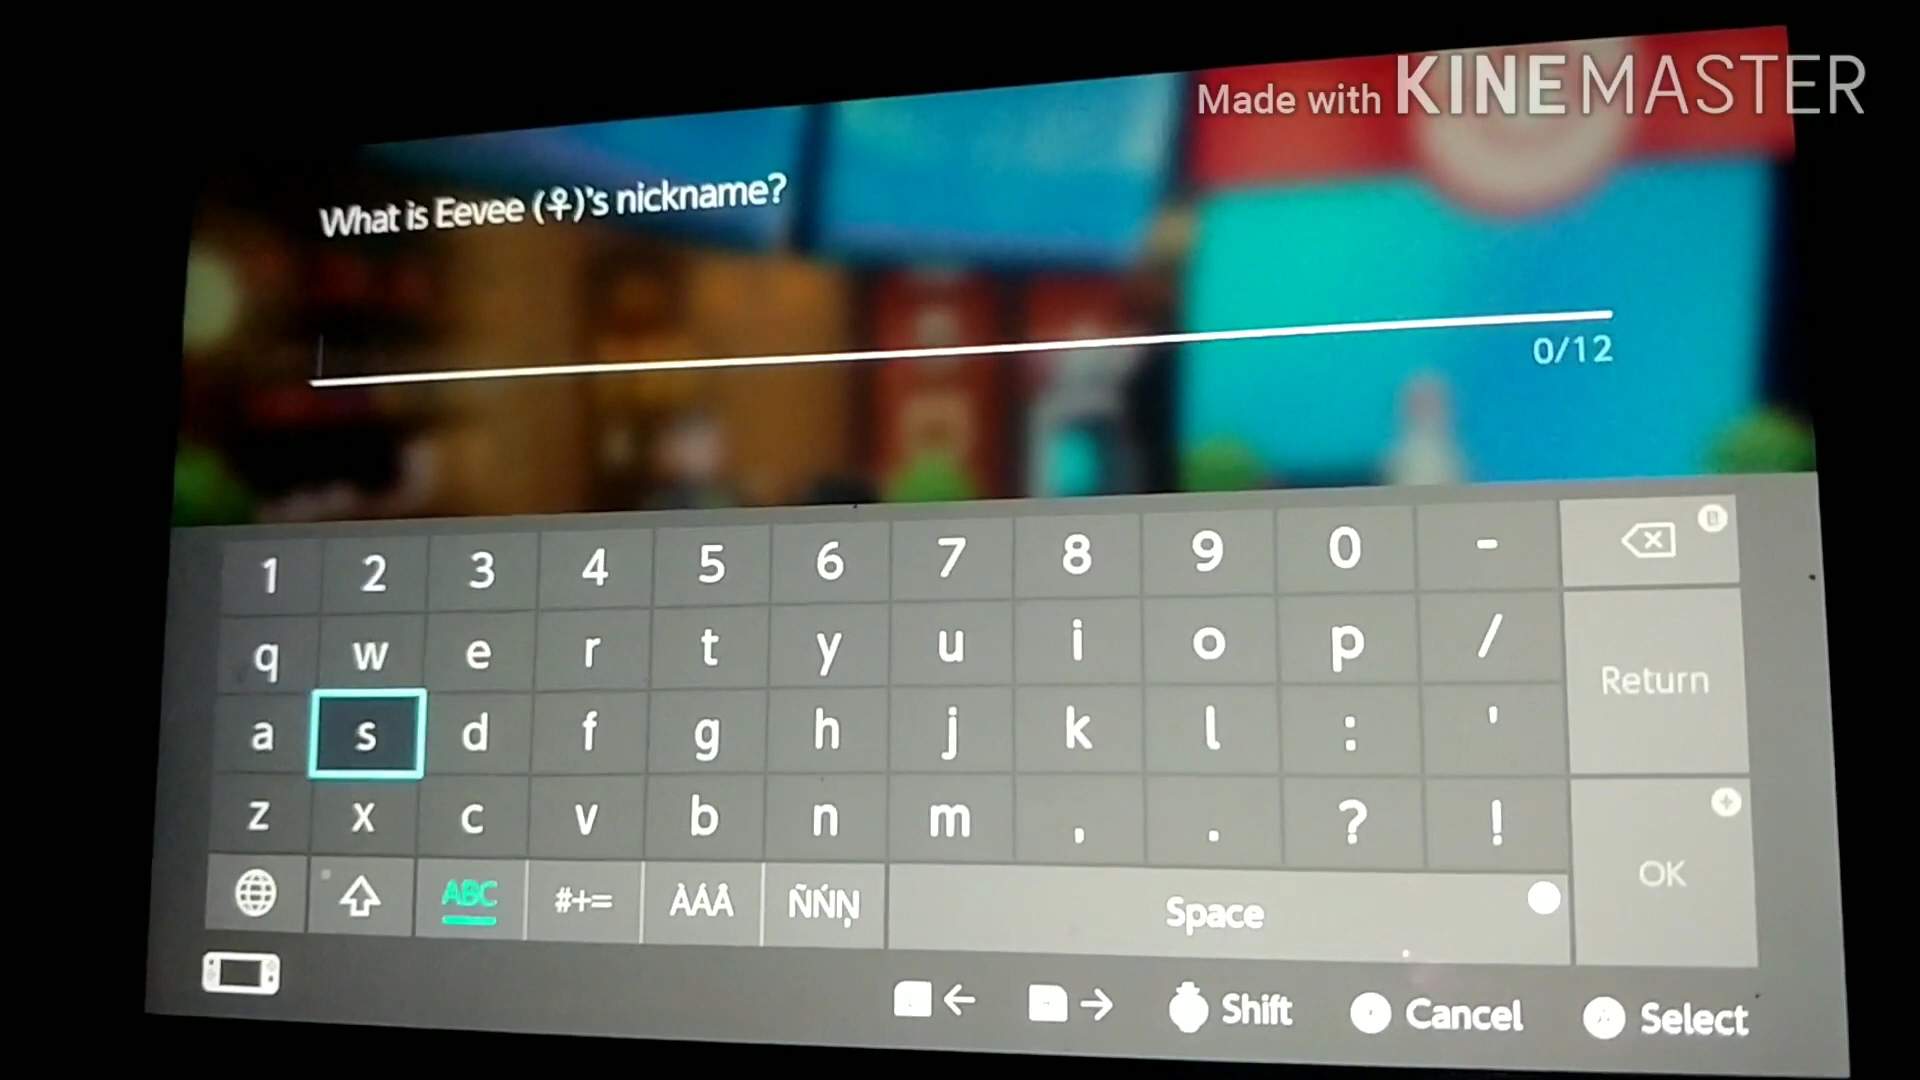 Made with KINEMASTER
What is Eevee (♀)'s nickname?
0/12
1 2 3 4 5 6 7 8 9 0 -
q w e r t y u i o p /
Return
a s d f g h j k l : '
z x c v b n m , . ? !
OK
ABC #+= ÀÁÂ ÑŃŅ Space
← → Shift Cancel Select